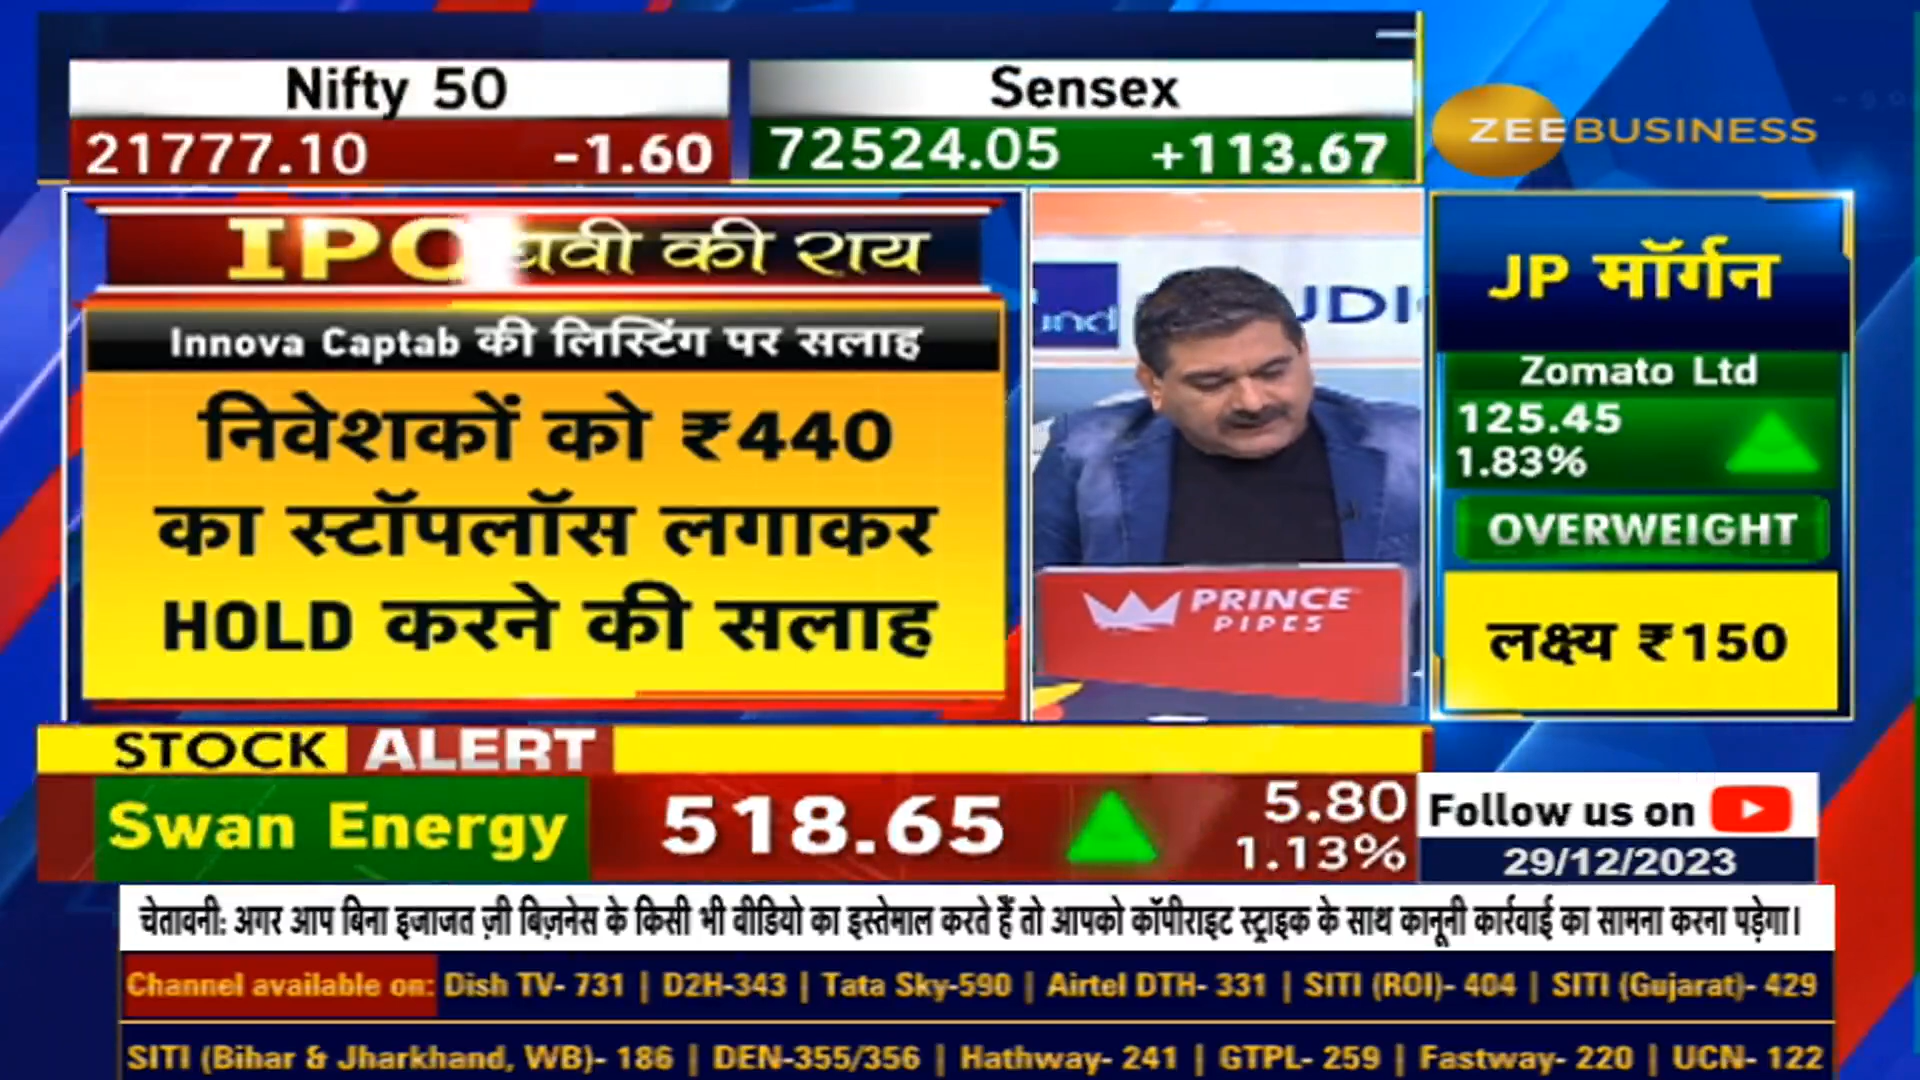 Nifty 50
21777.10 -1.60
Sensex
72524.05 +113.67
ZEEBUSINESS
IPO की राय
Innova Captab की लिस्टिंग पर सलाह
निवेशकों को ₹440
का स्टॉपलॉस लगाकर
HOLD करने की सलाह
PRINCE
PIPES
JP मॉर्गन
Zomato Ltd
125.45
1.83%
OVERWEIGHT
लक्ष्य ₹150
STOCK ALERT
Swan Energy 518.65 5.80
1.13%
Follow us on
29/12/2023
चेतावनी: अगर आप बिना इजाजत ज़ी बिज़नेस के किसी भी वीडियो का इस्तेमाल करते हैं तो आपको कॉपीराइट स्ट्राइक के साथ कानूनी कार्रवाई का सामना करना पड़ेगा।
Channel available on: Dish TV- 731 | D2H-343 | Tata Sky-590 | Airtel DTH- 331 | SITI (ROI)- 404 | SITI (Gujarat)- 429
SITI (Bihar & Jharkhand, WB)- 186 | DEN-355/356 | Hathway- 241 | GTPL- 259 | Fastway- 220 | UCN- 122